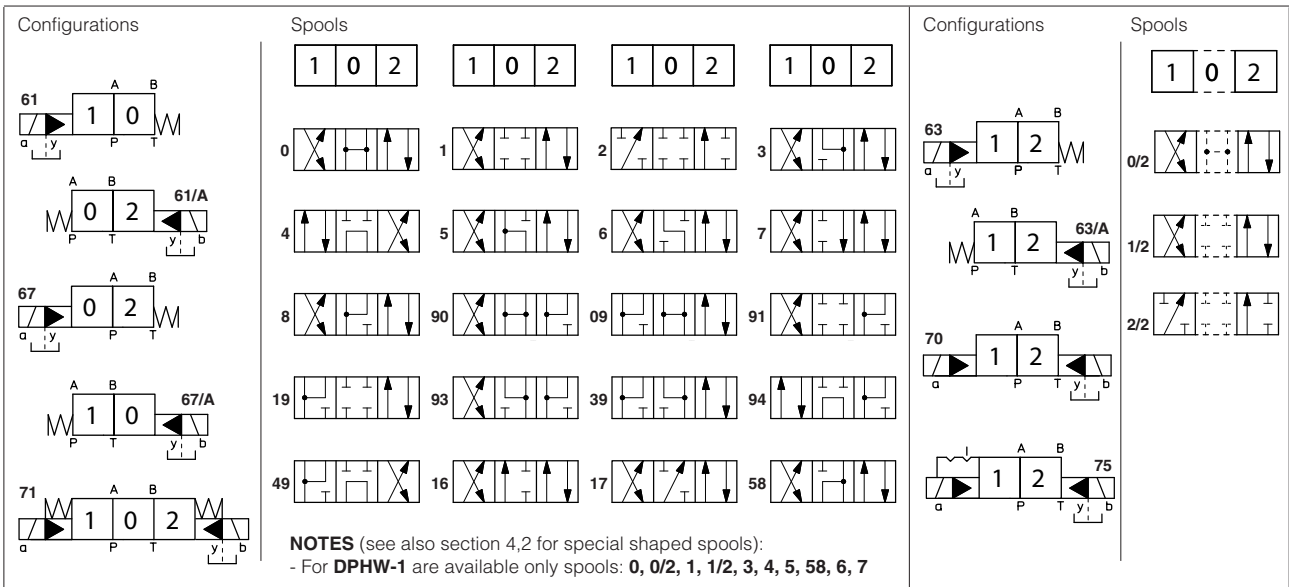 Configurations
Spools
Configurations
Spools
1 0 2
1 0 2
1 0 2
1 0 2
1 0 2
A B
61
1 0
a y P T
A B
61/A
0 2
P T y b
A B
67
0 2
a y P T
A B
67/A
1 0
P T y b
A B
71
1 0 2
a P T y b
0 1 2 3
4 5 6 7
8 90 09 91
19 93 39 94
49 16 17 58
NOTES (see also section 4,2 for special shaped spools):
- For DPHW-1 are available only spools: 0, 0/2, 1, 1/2, 3, 4, 5, 58, 6, 7
A B
63
1 2
a y P T
A B
63/A
1 2
P T y b
A B
70
1 2
a P T y b
A B
75
1 2
a P T y b
0/2
1/2
2/2